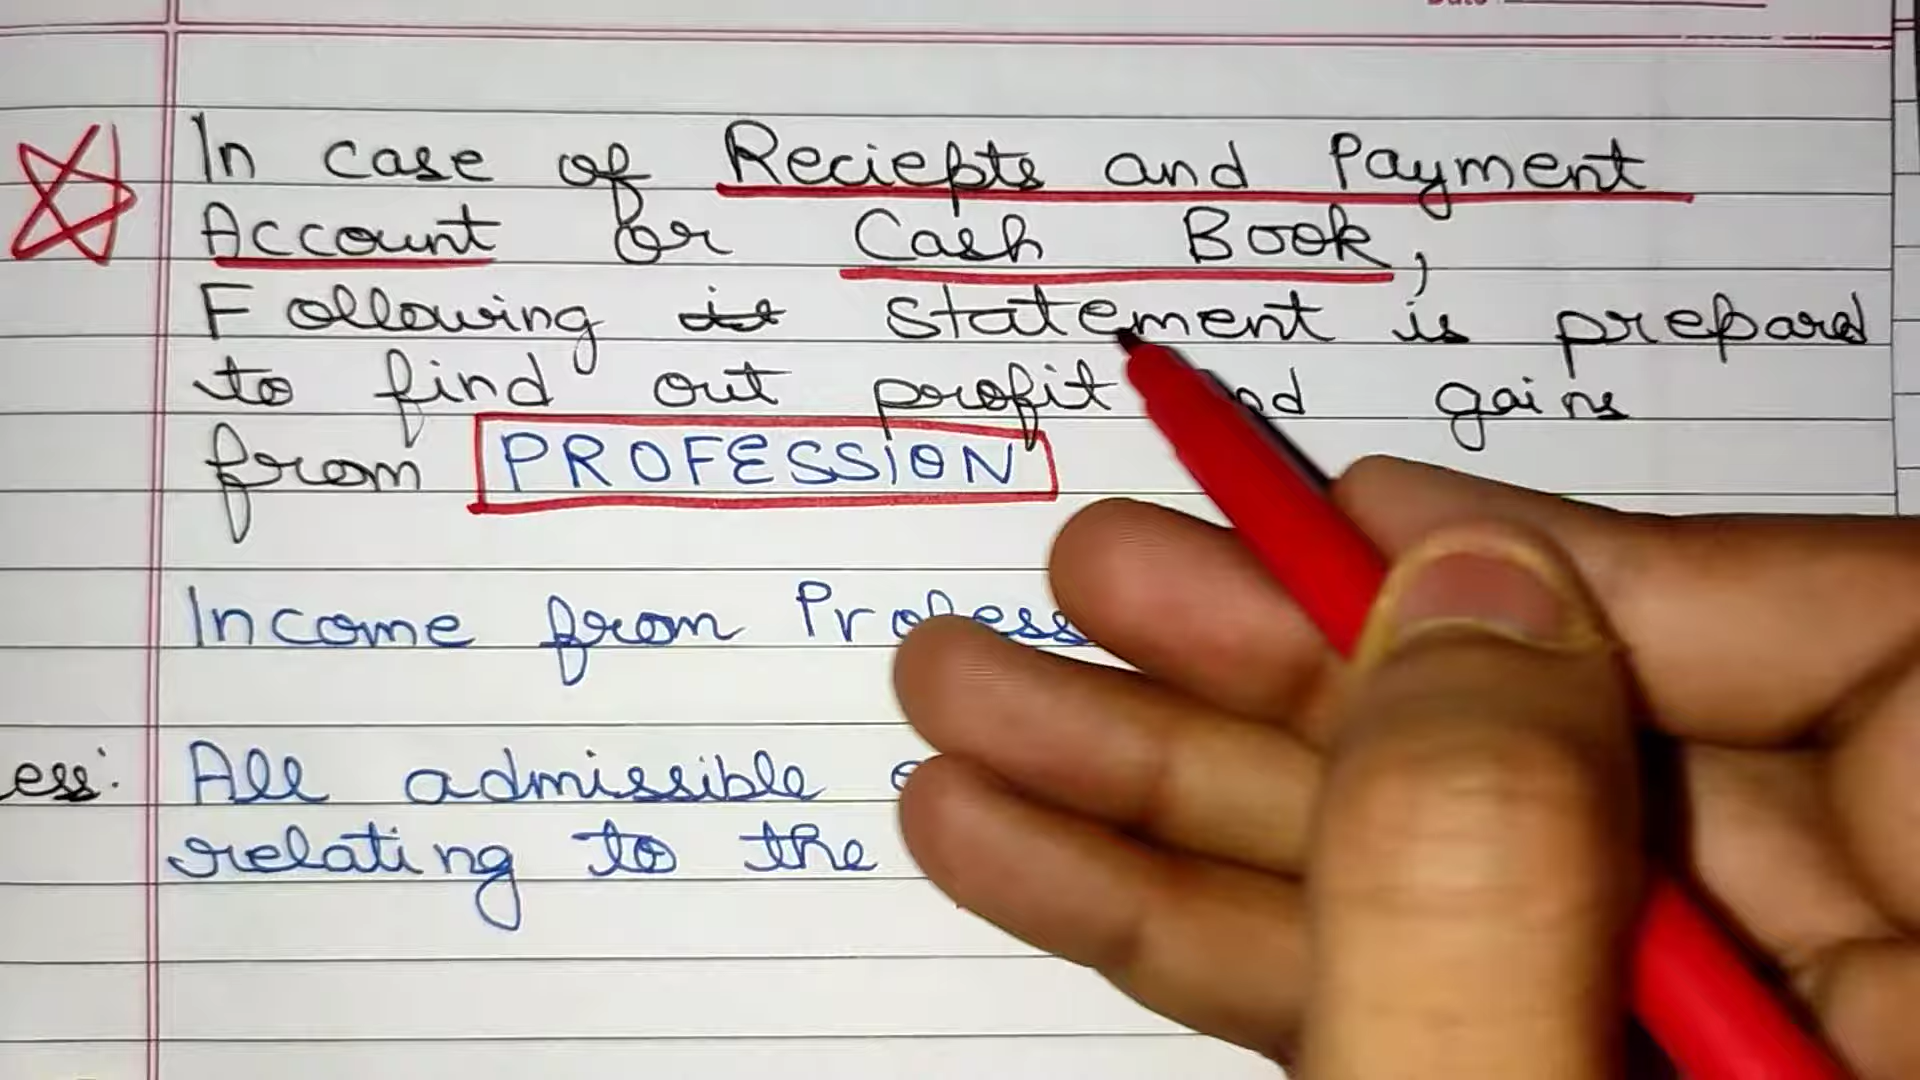 In case of Reciepts and Payment
Account or Cash Book,
Following statement is prepared
to find out profit and gains
from PROFESSION
Income from Profess
ess: All admissible
relating to the